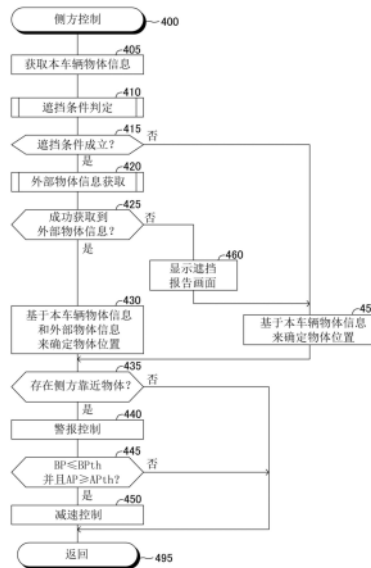 侧方控制
400
405
获取本车辆物体信息
410
遮挡条件判定
415
遮挡条件成立?
否
是
420
外部物体信息获取
425
成功获取到
外部物体信息?
否
是
460
显示遮挡
报告画面
430
基于本车辆物体信息
和外部物体信息
来确定物体位置
45
基于本车辆物体信息
来确定物体位置
435
存在侧方靠近物体?
否
是
440
警报控制
445
BP≤BPth
并且AP≥APth?
否
是
450
减速控制
返回
495